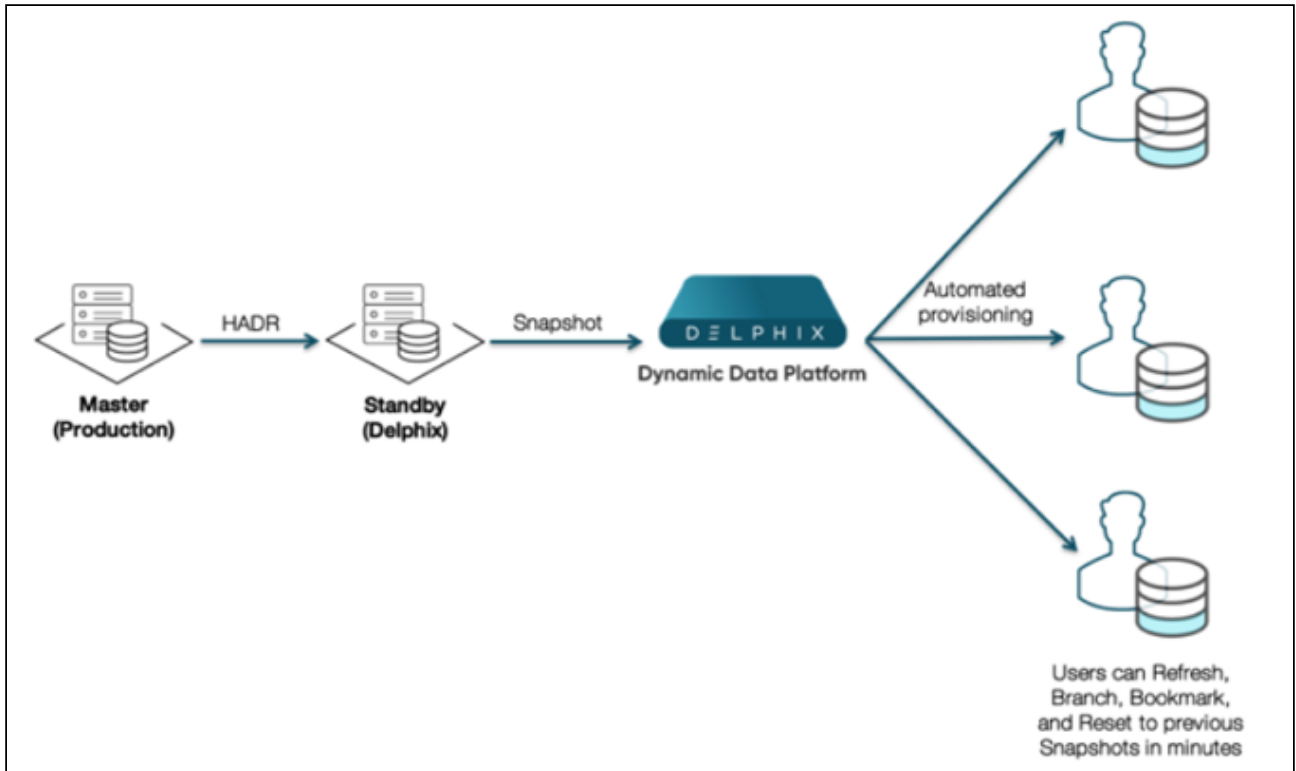 HADR
Master
(Production)
Snapshot
Standby
(Delphix)
DELPHIX
Dynamic Data Platform
Automated
provisioning
Users can Refresh,
Branch, Bookmark,
and Reset to previous
Snapshots in minutes